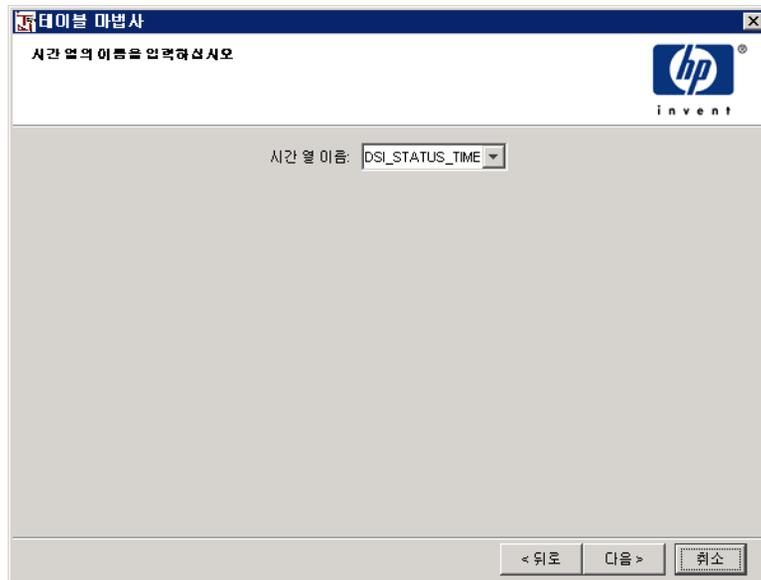 테이블 마법사
시간 열의 이름을 입력하십시오
hp
®
invent
시간 열 이름: DSI_STATUS_TIME
< 뒤로 다음 > 취소